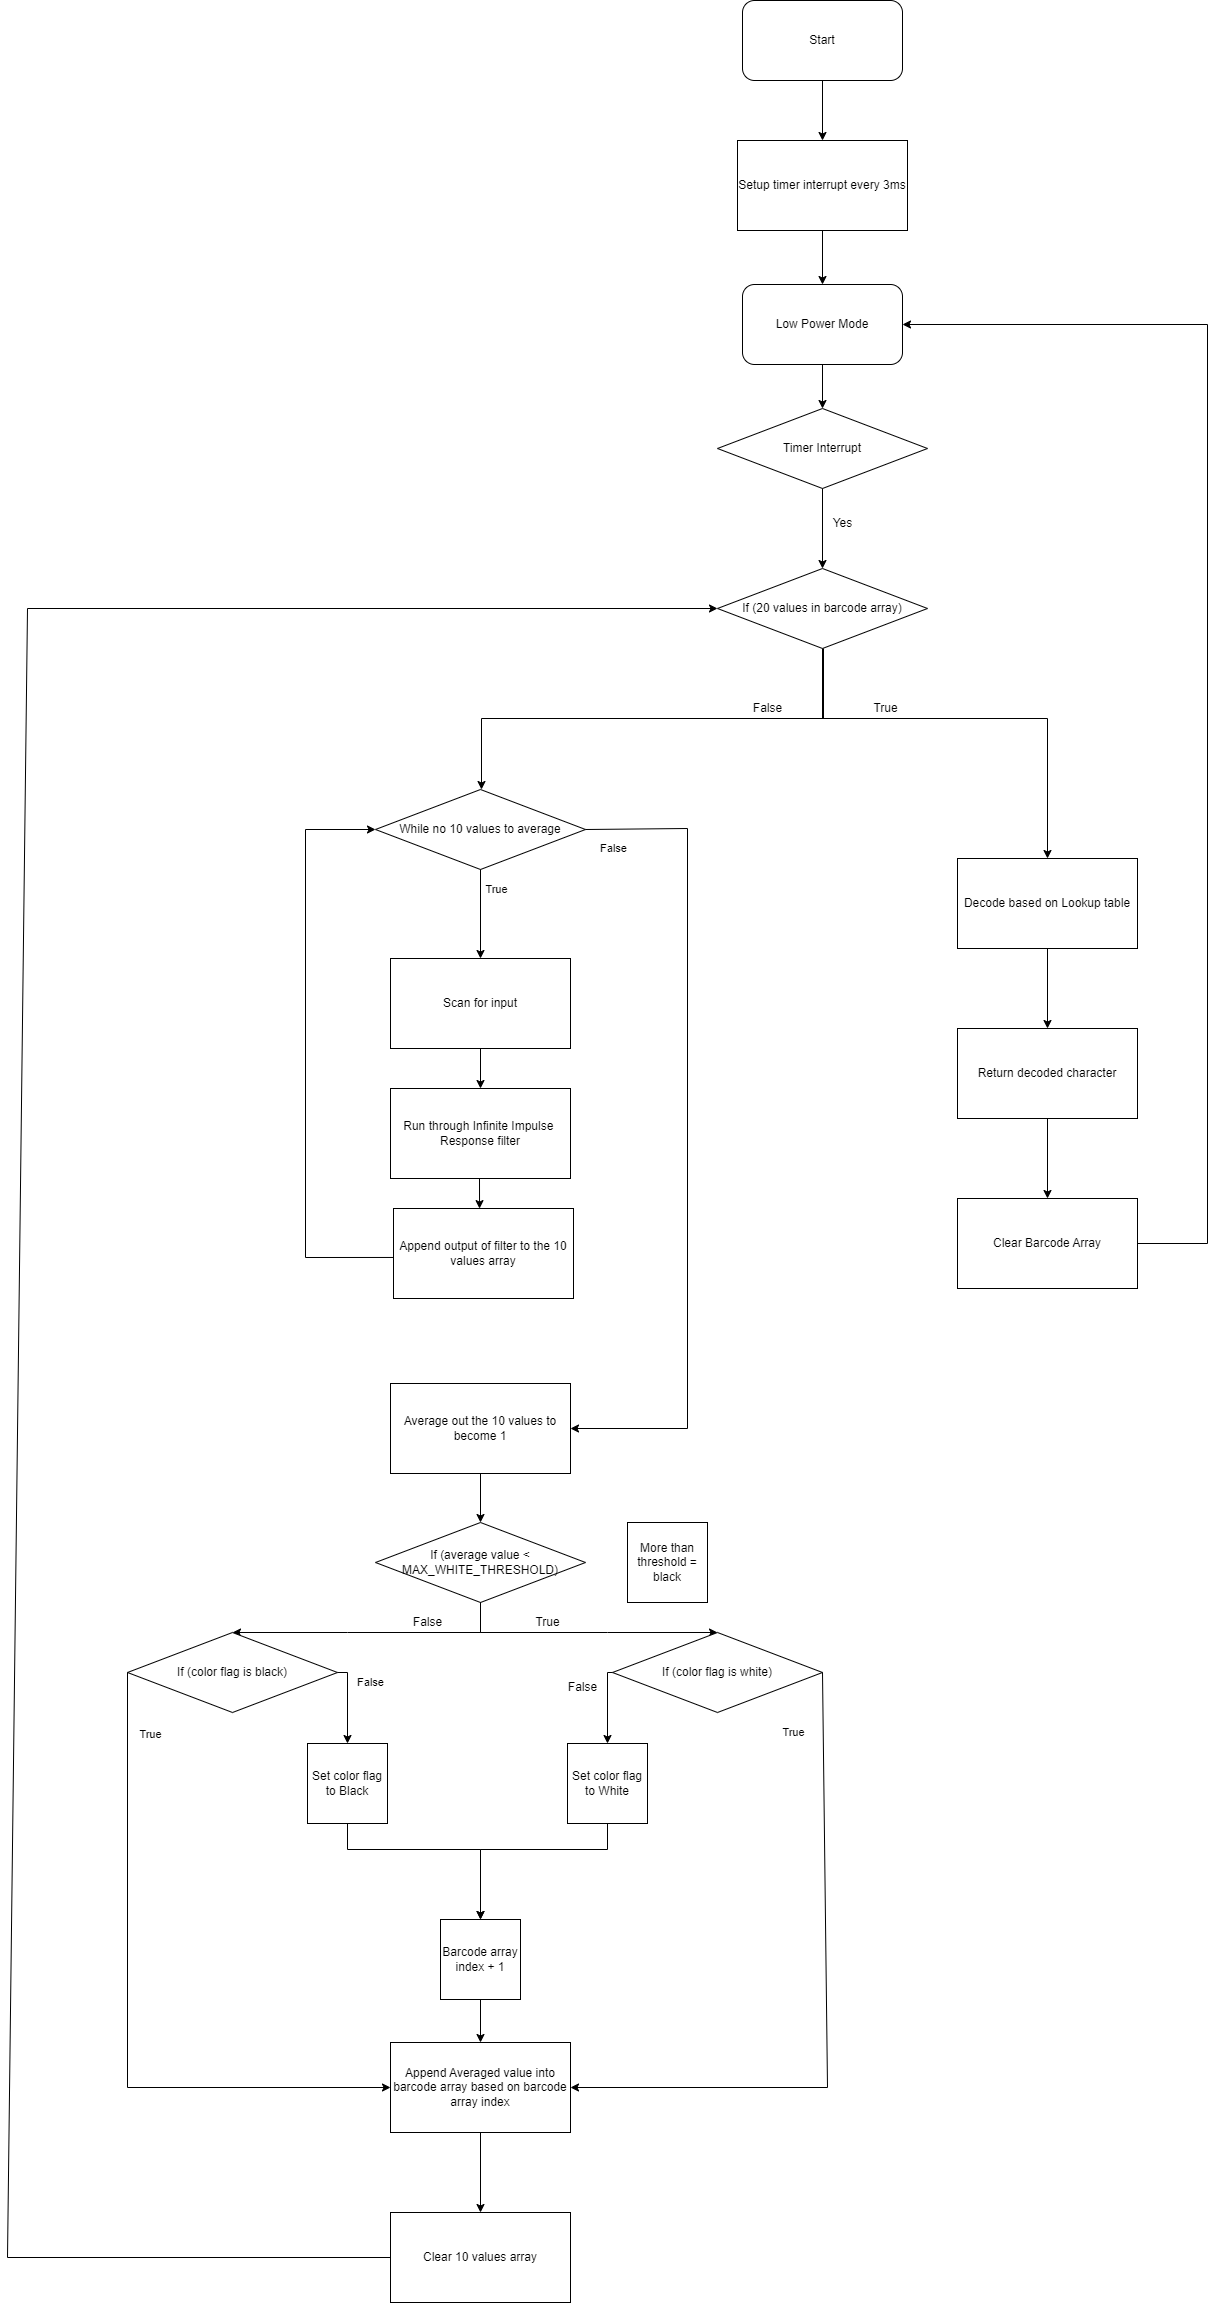 Start
Setup timer interrupt every 3ms
Low Power Mode
Timer Interrupt
Yes
If (20 values in barcode array)
False
True
While no 10 values to average
False
True
Decode based on Lookup table
Scan for input
Return decoded character
Run through Infinite Impulse
Response filter
Append output of filter to the 10
values array
Clear Barcode Array
Average out the 10 values to
become 1
If (average value <
MAX_WHITE_THRESHOLD)
More than
threshold =
black
False
True
If (color flag is black)
If (color flag is white)
False
False
True
True
Set color flag
to Black
Set color flag
to White
Barcode array
index + 1
Append Averaged value into
barcode array based on barcode
array index
Clear 10 values array